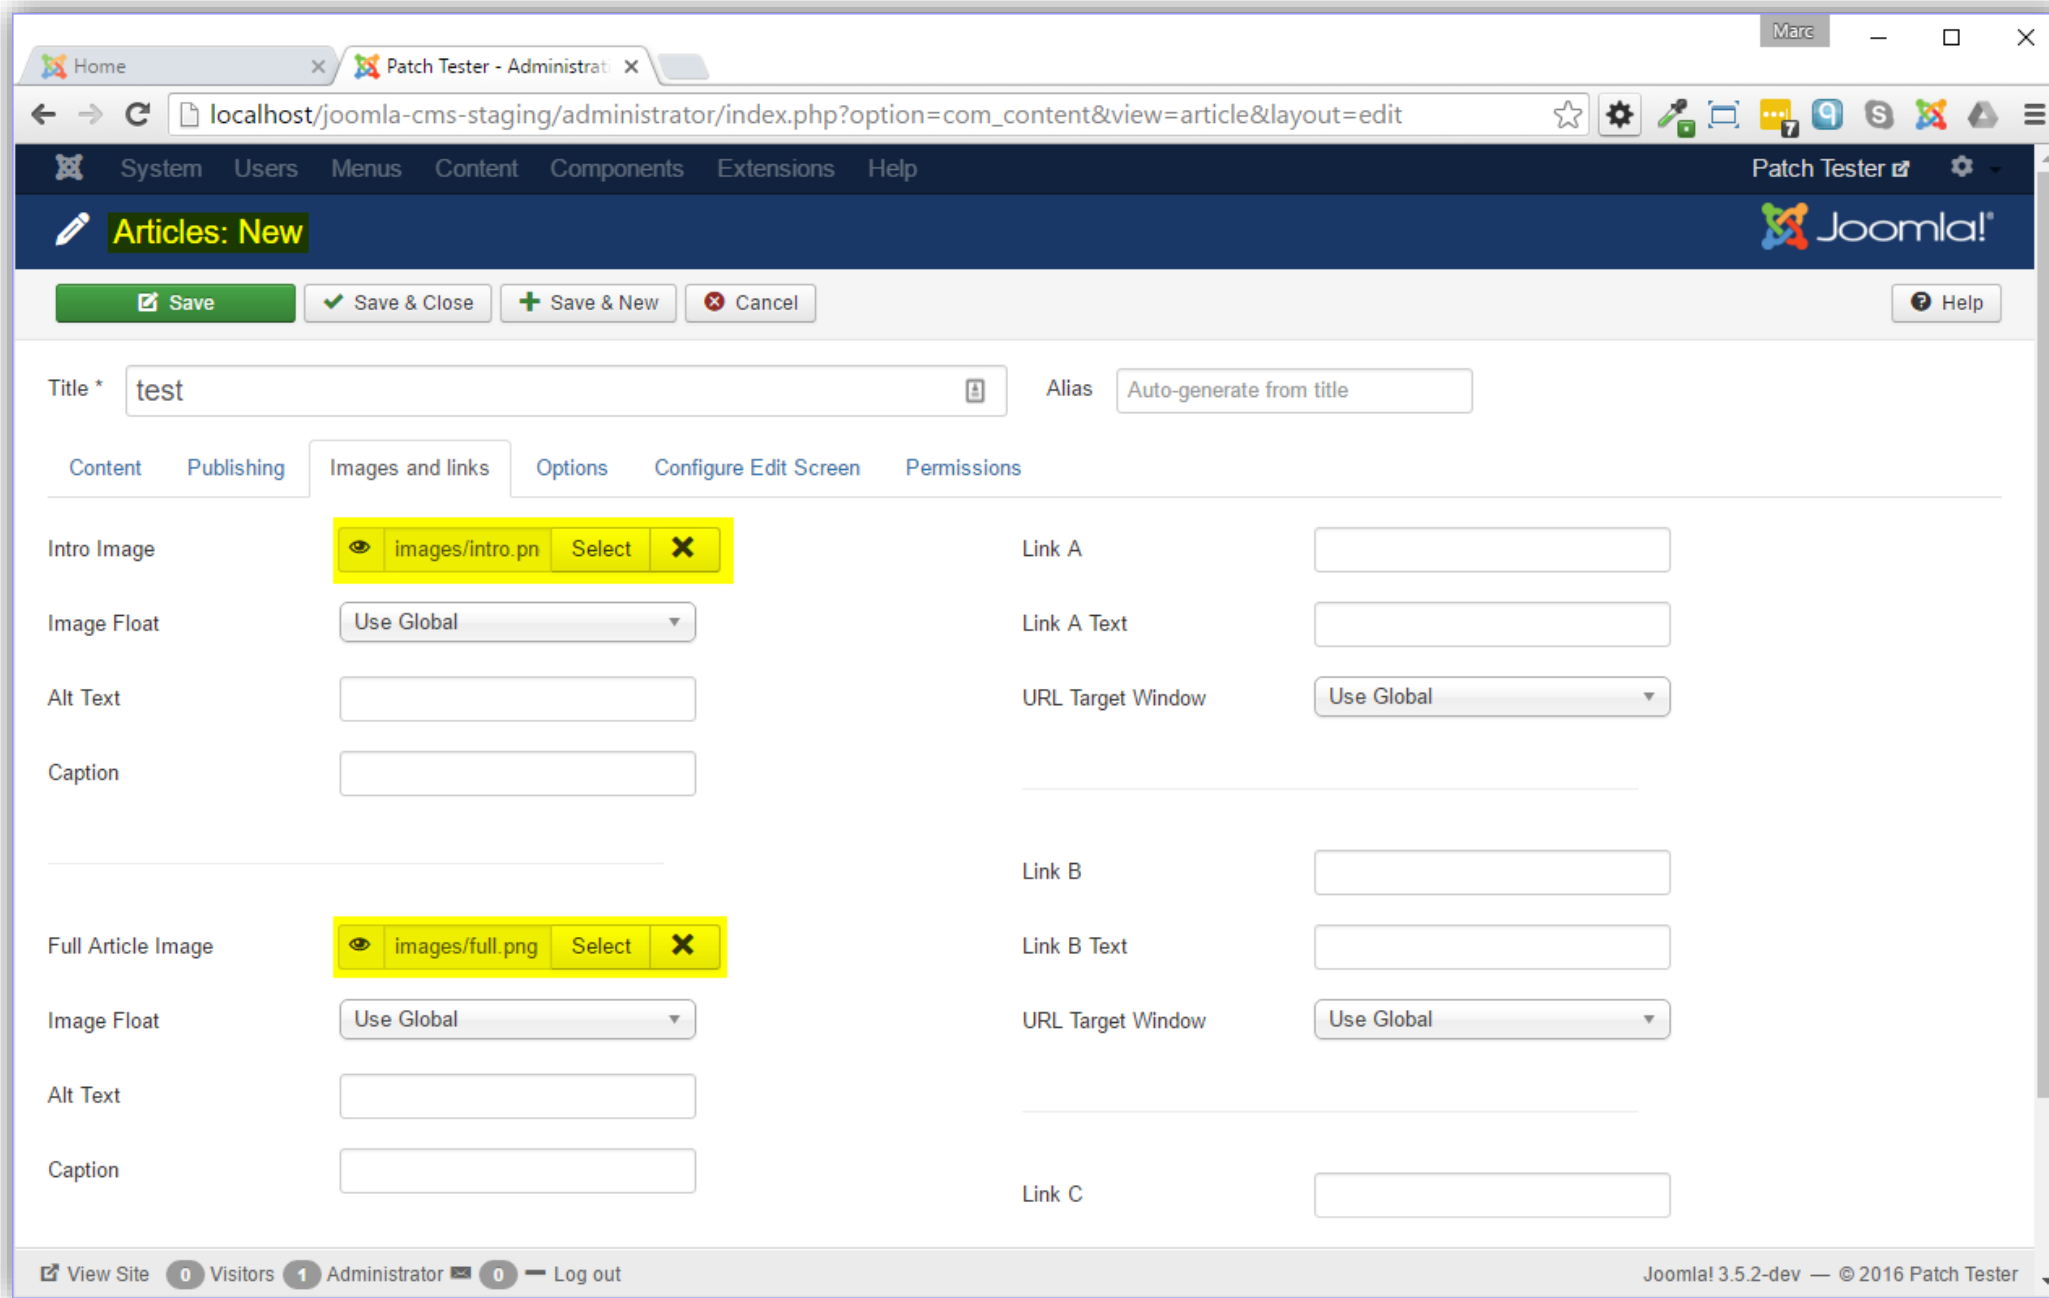 Marc
Home
Patch Tester - Administrati
localhost/joomla-cms-staging/administrator/index.php?option=com_content&view=article&layout=edit
7
System Users Menus Content Components Extensions Help
Patch Tester
Articles: New
Joomla!
Save
Save & Close
Save & New
Cancel
Help
Title *
test
Alias
Auto-generate from title
Content
Publishing
Images and links
Options
Configure Edit Screen
Permissions
Intro Image
images/intro.pn
Select
Link A
Image Float
Use Global
Link A Text
Alt Text
URL Target Window
Use Global
Caption
Link B
Full Article Image
images/full.png
Select
Link B Text
Image Float
Use Global
URL Target Window
Use Global
Alt Text
Caption
Link C
View Site 0 Visitors 1 Administrator 0 Log out
Joomla! 3.5.2-dev — © 2016 Patch Tester